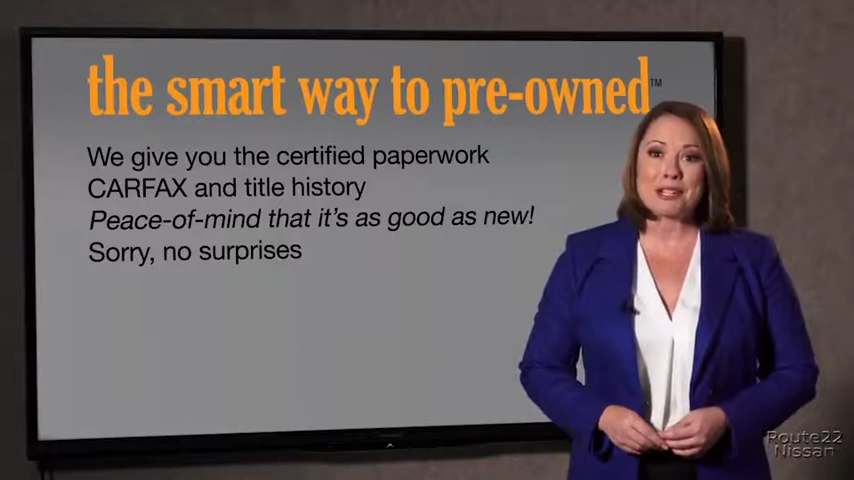 the smart way to pre-owned™
We give you the certified paperwork
CARFAX and title history
Peace-of-mind that it's as good as new!
Sorry, no surprises
Route22
Nissan